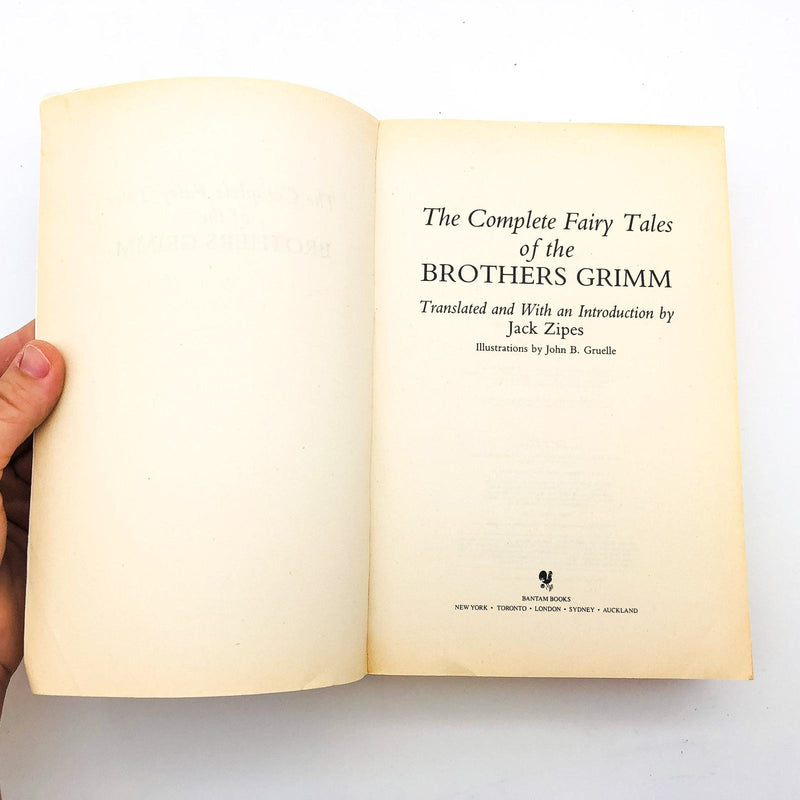 The Complete Fairy Tales
of the
BROTHERS GRIMM
Translated and With an Introduction by
Jack Zipes
Illustrations by John B. Gruelle
BANTAM BOOKS
NEW YORK • TORONTO • LONDON • SYDNEY • AUCKLAND